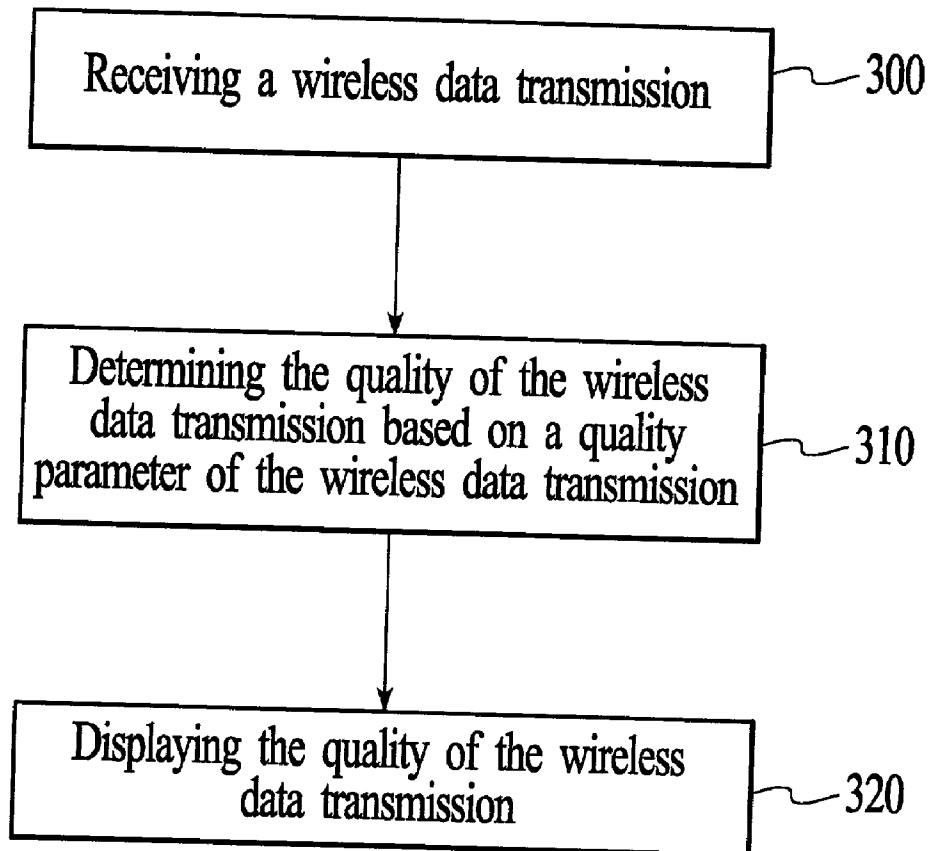 Receiving a wireless data transmission
300
Determining the quality of the wireless
data transmission based on a quality
parameter of the wireless data transmission
310
Displaying the quality of the wireless
data transmission
320